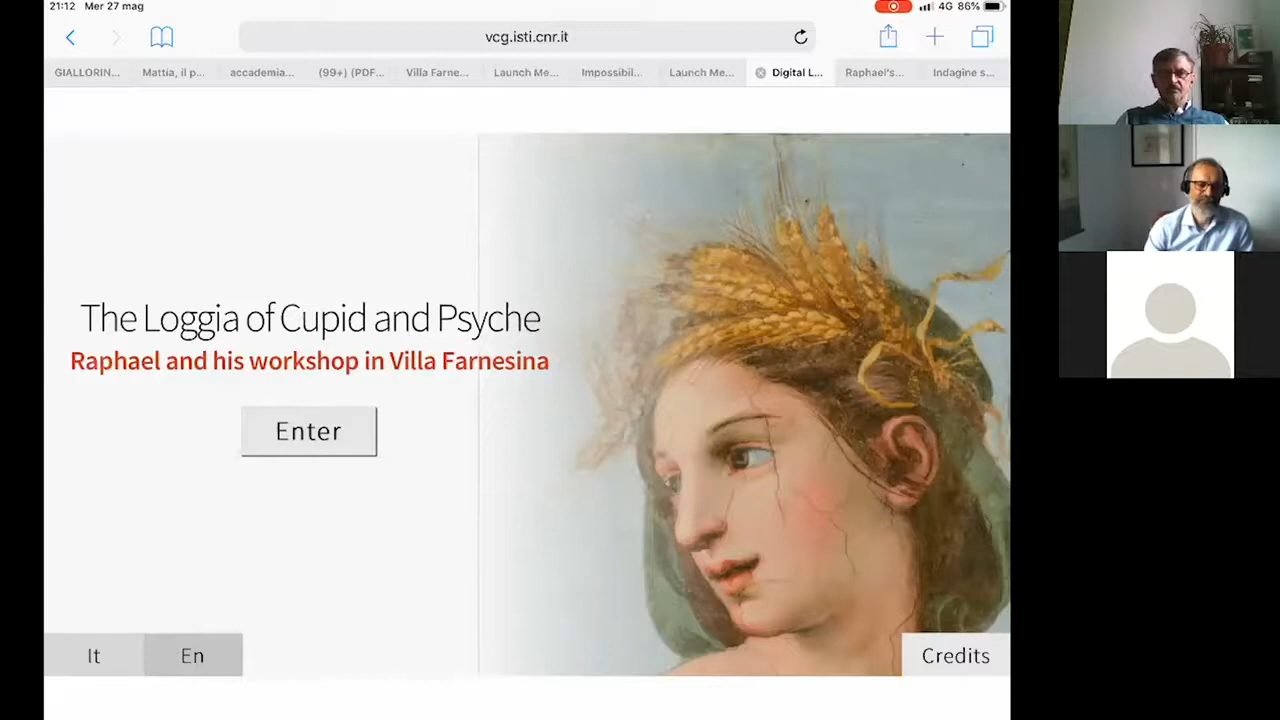 21:12 Mer 27 mag
4G 86%
vcg.isti.cnr.it
GIALLORIN... Mattia, il p... accademia... (99+) (PDF... Villa Farne... Launch Me... Impossibil... Launch Me... Digital L... Raphael's... Indagine s...
The Loggia of Cupid and Psyche
Raphael and his workshop in Villa Farnesina
Enter
It En
Credits